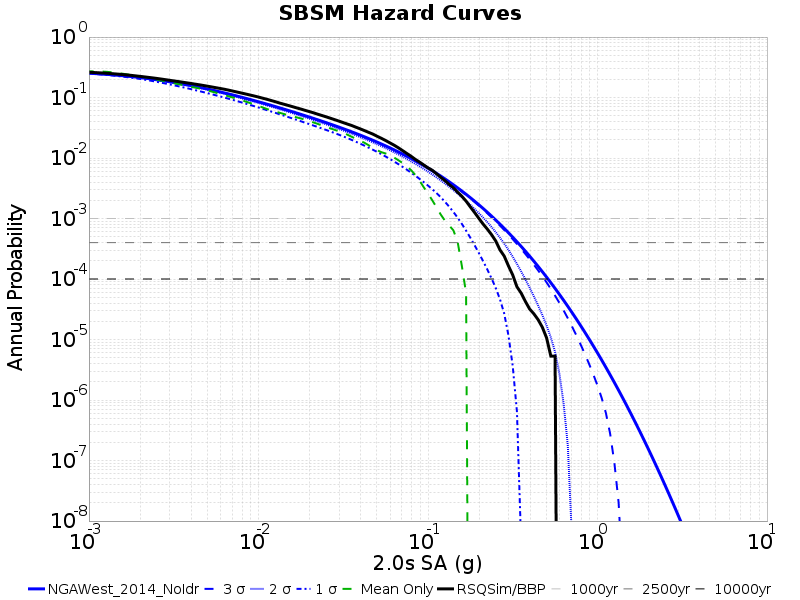 SBSM Hazard Curves
10^0
10^-1
10^-2
10^-3
10^-4
10^-5
10^-6
10^-7
10^-8
Annual Probability
10^-3 10^-2 10^-1 10^0 10^1
2.0s SA (g)
NGAWest_2014_NoIdr 3 σ 2 σ 1 σ Mean Only RSQSim/BBP 1000yr 2500yr 10000yr